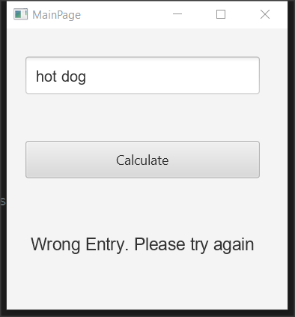 MainPage
hot dog
Calculate
s
Wrong Entry. Please try again